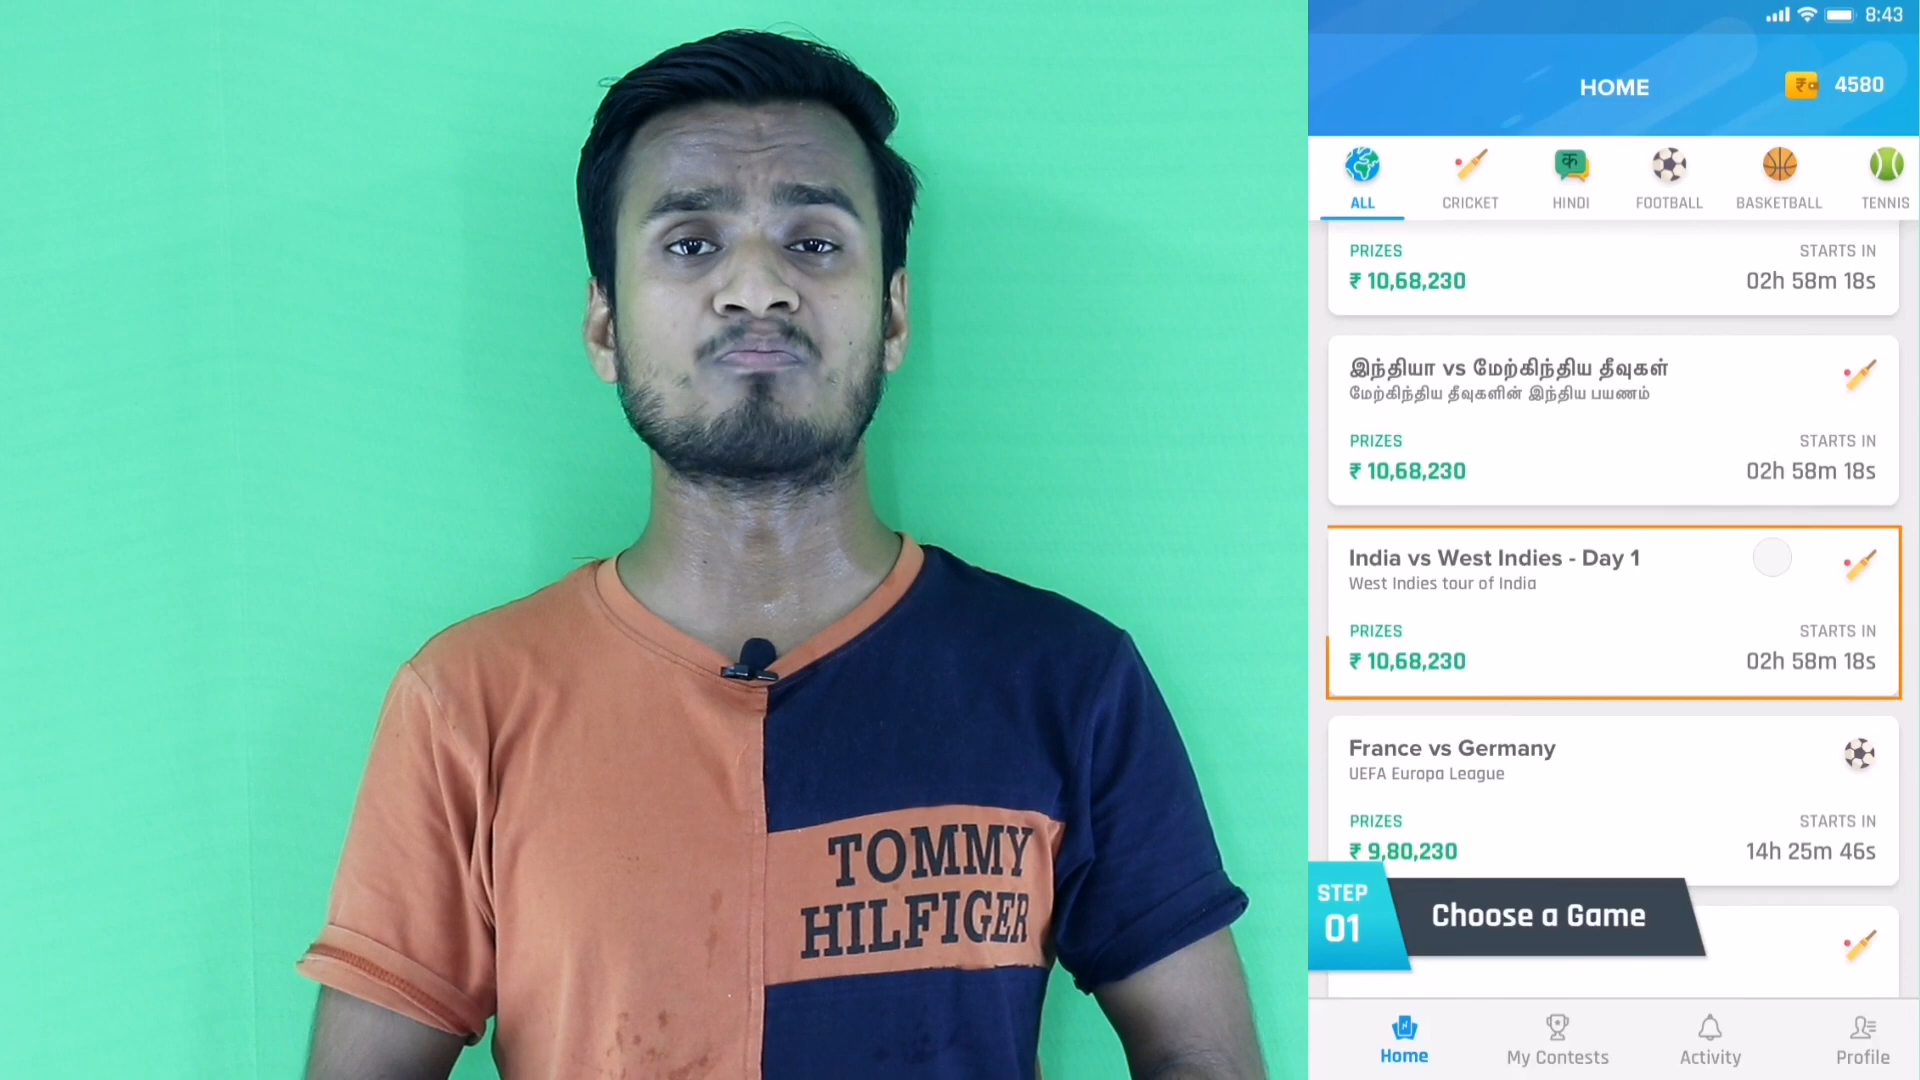 TOMMY
HILFIGER
8:43
HOME
4580
क
ALL
CRICKET
HINDI
FOOTBALL
BASKETBALL
TENNIS
PRIZES
STARTS IN
₹ 10,68,230
02h 58m 18s
இந்தியா vs மேற்கிந்திய தீவுகள்
மேற்கிந்திய தீவுகளின் இந்திய பயணம்
PRIZES
STARTS IN
₹ 10,68,230
02h 58m 18s
India vs West Indies - Day 1
West Indies tour of India
PRIZES
STARTS IN
₹ 10,68,230
02h 58m 18s
France vs Germany
UEFA Europa League
PRIZES
STARTS IN
₹ 9,80,230
14h 25m 46s
STEP
01
Choose a Game
Home
My Contests
Activity
Profile